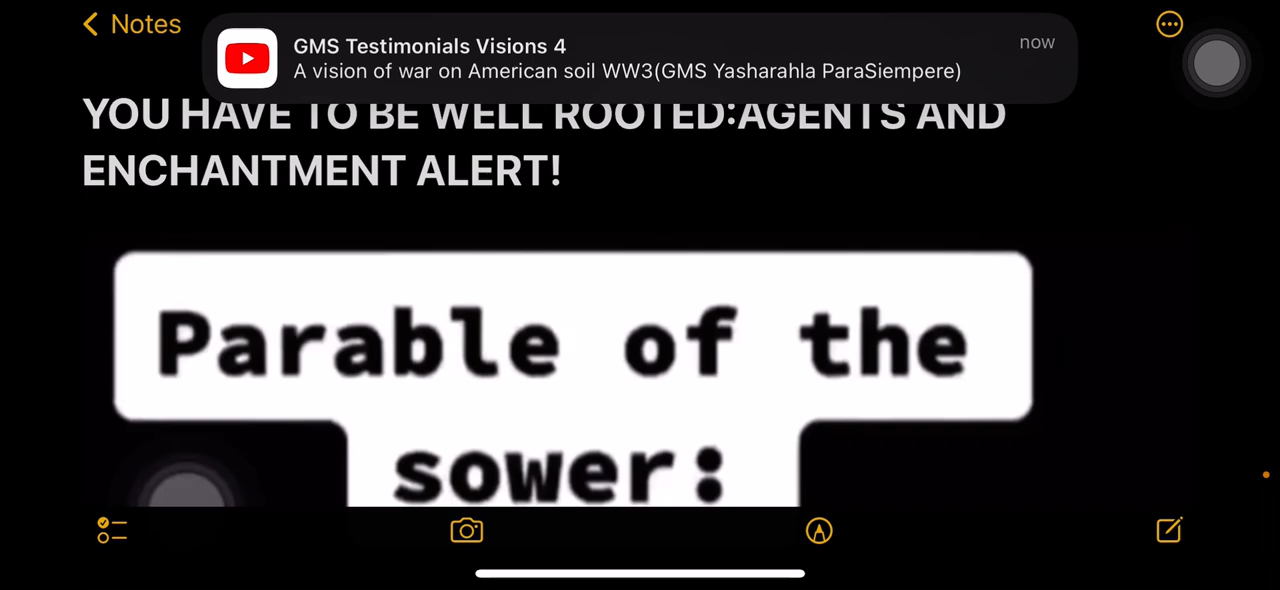 Notes
GMS Testimonials Visions 4
now
A vision of war on American soil WW3(GMS Yasharahla ParaSiempere)
YOU HAVE TO BE WELL ROOTED:AGENTS AND
ENCHANTMENT ALERT!
Parable of the
sower: